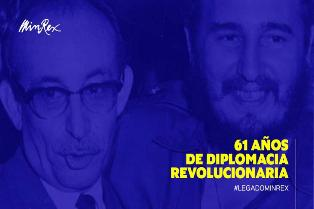 MinRex
61 AÑOS
DE DIPLOMACIA
REVOLUCIONARIA
#LEGADOMINREX